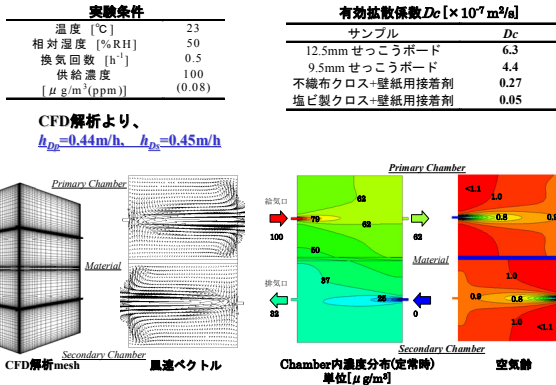 実験条件
温度 [℃] 23
相対湿度 [%RH] 50
換気回数 [h⁻¹] 0.5
供給濃度 100
[μg/m³(ppm)] (0.08)
有効拡散係数Dc [×10⁻⁷ m²/s]
サンプル Dc
12.5mm せっこうボード 6.3
9.5mm せっこうボード 4.4
不織布クロス+壁紙用接着剤 0.27
塩ビ製クロス+壁紙用接着剤 0.05
CFD解析より、
h_Dp=0.44m/h, h_Ds=0.45m/h
Primary Chamber
Material
Secondary Chamber
CFD解析mesh
風速ベクトル
Primary Chamber
給気口
100
79
62
62
62
50
Material
37
排気口
32
25
0
Secondary Chamber
<1.1
1.0
0.8
0.9
1.0
0.9
0.8
1.0
<1.1
Chamber内濃度分布(定常時)
単位[μg/m³]
空気齢